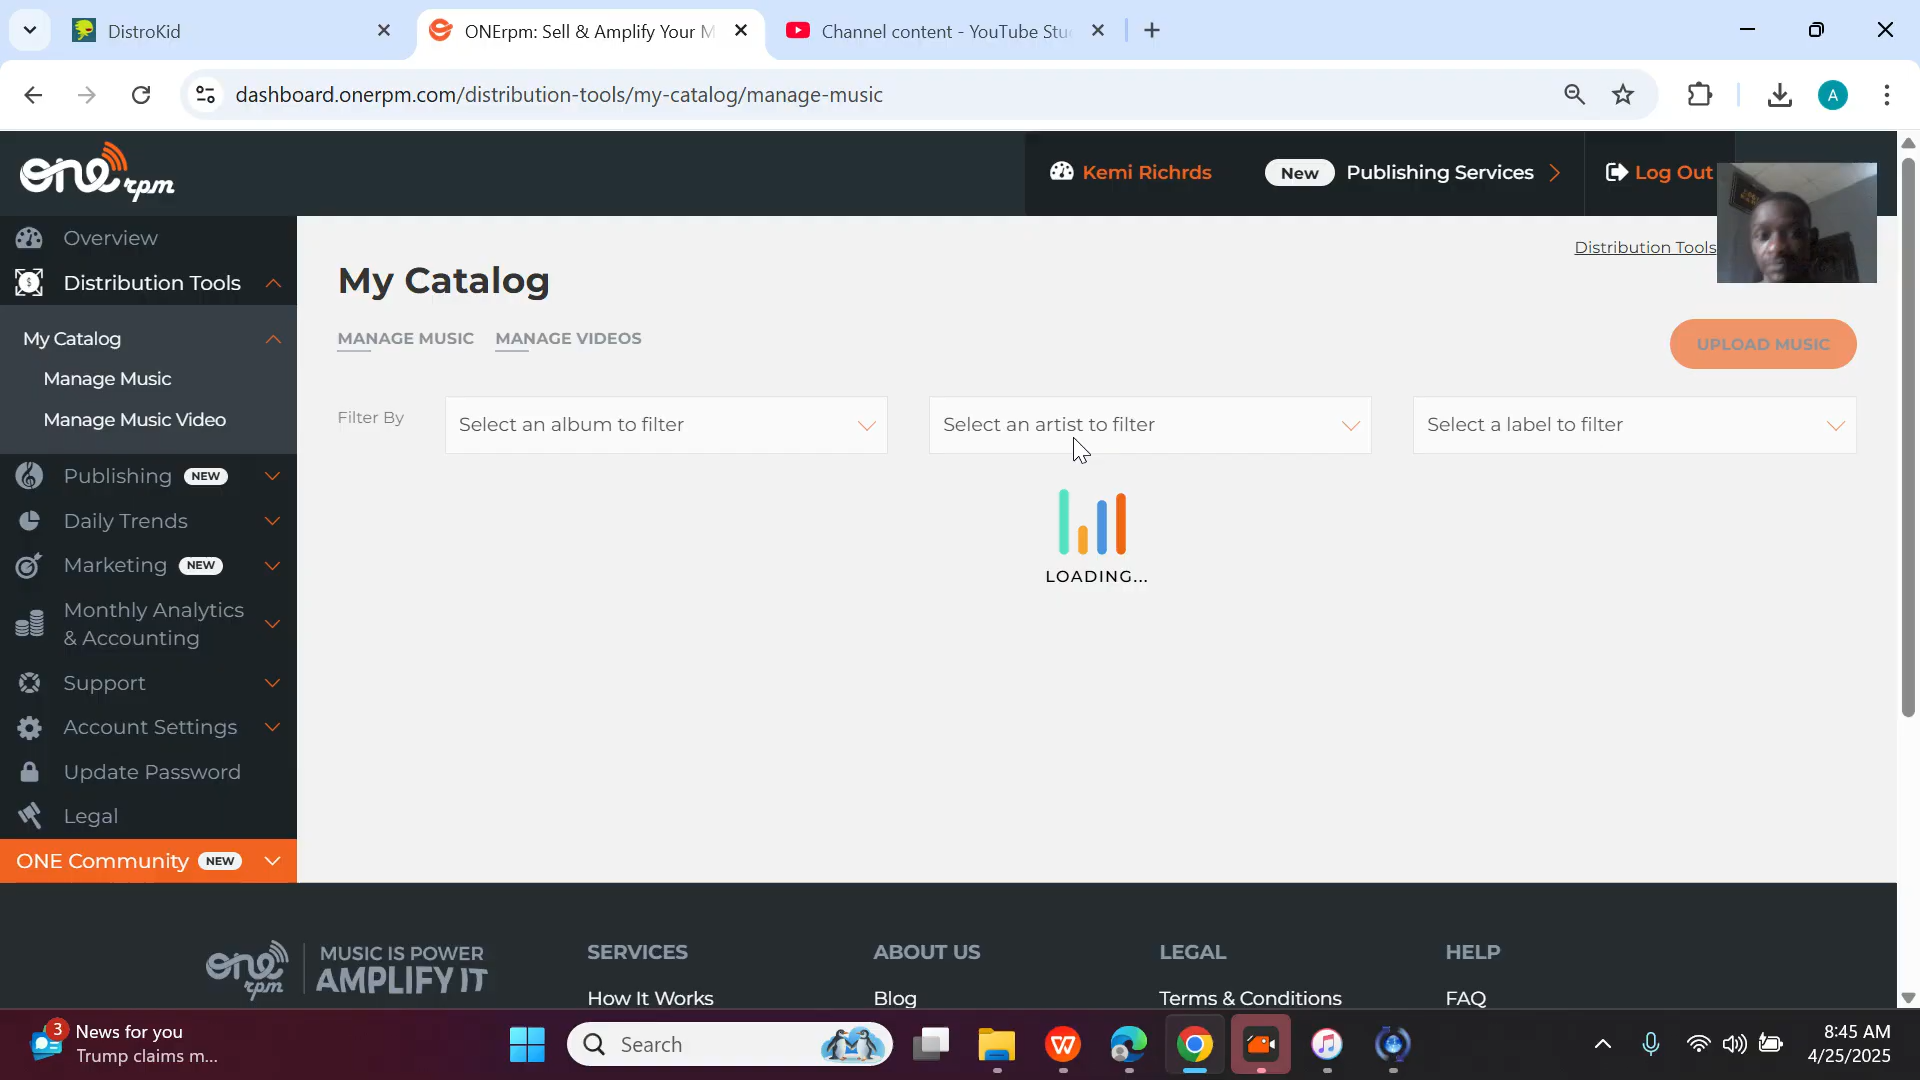 DistroKid
ONErpm: Sell & Amplify Your M
Channel content - YouTube Stu
dashboard.onerpm.com/distribution-tools/my-catalog/manage-music
A
one rpm
Kemi Richrds
New
Publishing Services
Log Out
Overview
Distribution Tools
My Catalog
Manage Music
Manage Music Video
Publishing NEW
Daily Trends
Marketing NEW
Monthly Analytics
& Accounting
Support
Account Settings
Update Password
Legal
ONE Community NEW
Distribution Tools
My Catalog
MANAGE MUSIC
MANAGE VIDEOS
UPLOAD MUSIC
Filter By
Select an album to filter
Select an artist to filter
Select a label to filter
LOADING...
one rpm
MUSIC IS POWER
AMPLIFY IT
SERVICES
How It Works
ABOUT US
Blog
LEGAL
Terms & Conditions
HELP
FAQ
3
News for you
Trump claims m...
Search
W
8:45 AM
4/25/2025